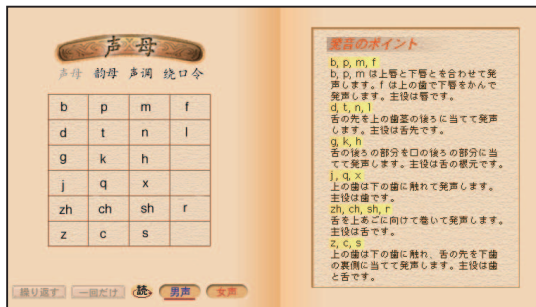 声母
声母 韵母 声调 绕口令
b p m f
d t n l
g k h
j q x
zh ch sh r
z c s
繰り返す 一回だけ 読 男声 女声
発音のポイント
b, p, m, f
b, p, m は上唇と下唇とを合わせて発
声します。f は上の歯で下唇をかんで
発声します。主役は唇です。
d, t, n, l
舌の先を上の歯茎の後ろに当てて発声
します。主役は舌先です。
g, k, h
舌の後ろの部分を口の後ろの部分に当
てて発声します。主役は舌の根元です。
j, q, x
上の歯は下の歯に触れて発声します。
主役は歯です。
zh, ch, sh, r
舌を上あごに向けて巻いて発声します。
主役は舌です。
z, c, s
上の歯は下の歯に触れ、舌の先を下歯
の裏側に当てて発声します。主役は歯
と舌です。